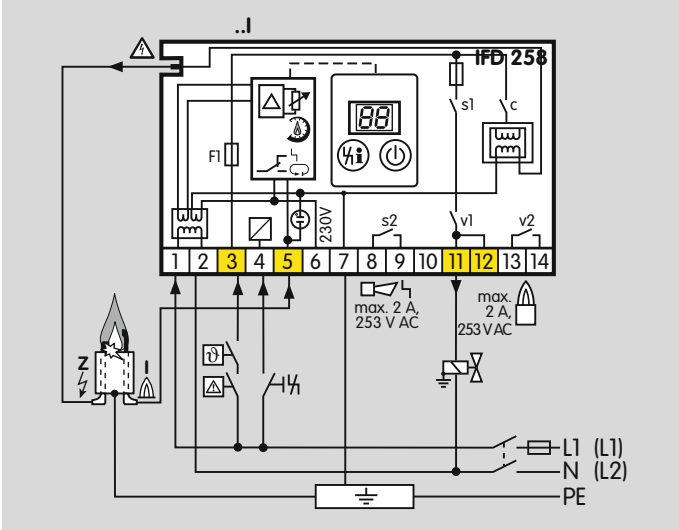 ..I
IFD 258
88
i
s1
c
F1
230V
s2
v1
v2
1 2 3 4 5 6 7 8 9 10 11 12 13 14
max. 2 A,
253 V AC
max.
2 A,
253 V AC
ϑ
Z
I
L1 (L1)
N (L2)
PE